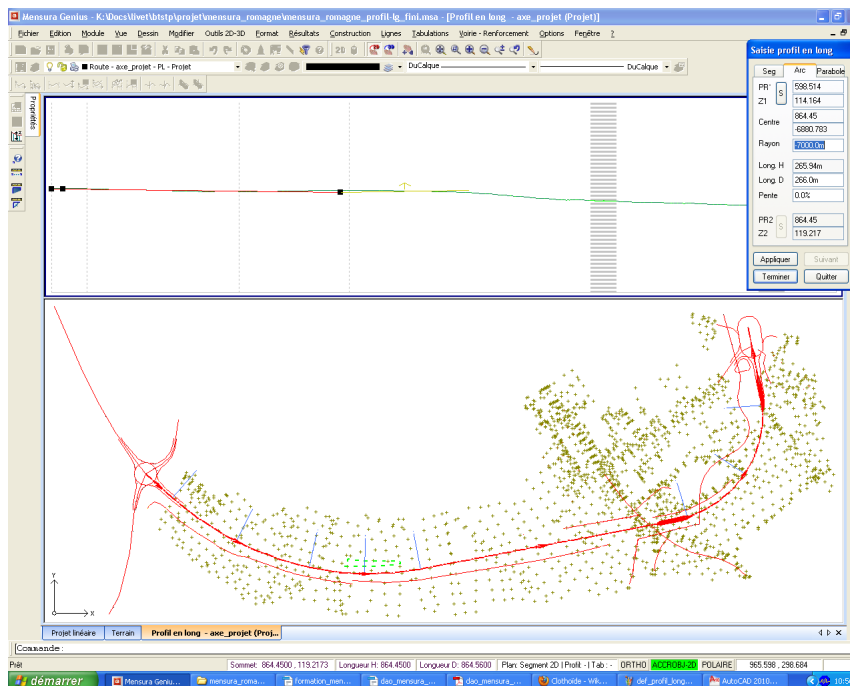 Mensura Genius - K:\Docs\livet\btstp\projet\mensura_romagne\mensura_romagne_profil-lg_fini.msa - [Profil en long - axe_projet (Projet)]
Fichier Edition Module Vue Dessin Modifier Outils 2D-3D Format Résultats Construction Lignes Tabulations Voirie - Renforcement Options Fenêtre ?
2D
Route - axe_projet - PL - Projet DuCalque DuCalque
Propriétés
Saisie profil en long
Seg Arc Parabole
PR1 S 598.514
Z1 114.164
Centre 864.45
-6880.783
Rayon -7000.0m
Long. H 265.94m
Long. D 266.0m
Pente 0.0%
PR2 S 864.45
Z2 119.217
Appliquer Suivant
Terminer Quitter
Y
X
Projet linéaire Terrain Profil en long - axe_projet (Proj...
Commande:
Prêt Sommet: 864.4500 , 119.2173 Longueur H: 864.4500 Longueur D: 864.5600 Plan: Segment 2D | Profil: - | Tab: - ORTHO ACCROBJ-2D POLAIRE 965.598 , 298.684
démarrer Mensura Geniu... mensura_roma... formation_men... dao_mensura_... dao_mensura_... Clothoïde - Wik... def_profil_long... AutoCAD 2010...